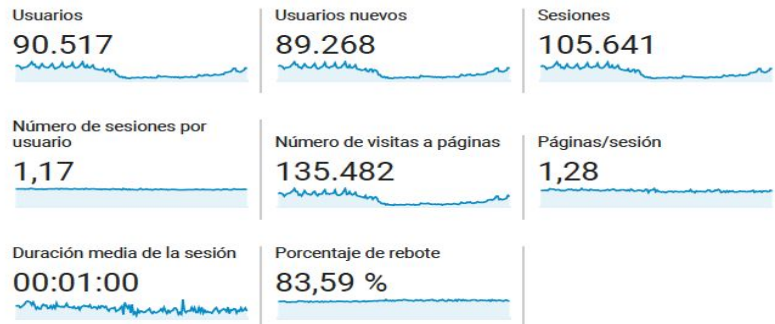 Usuarios
90.517
Usuarios nuevos
89.268
Sesiones
105.641
Número de sesiones por
usuario
1,17
Número de visitas a páginas
135.482
Páginas/sesión
1,28
Duración media de la sesión
00:01:00
Porcentaje de rebote
83,59 %